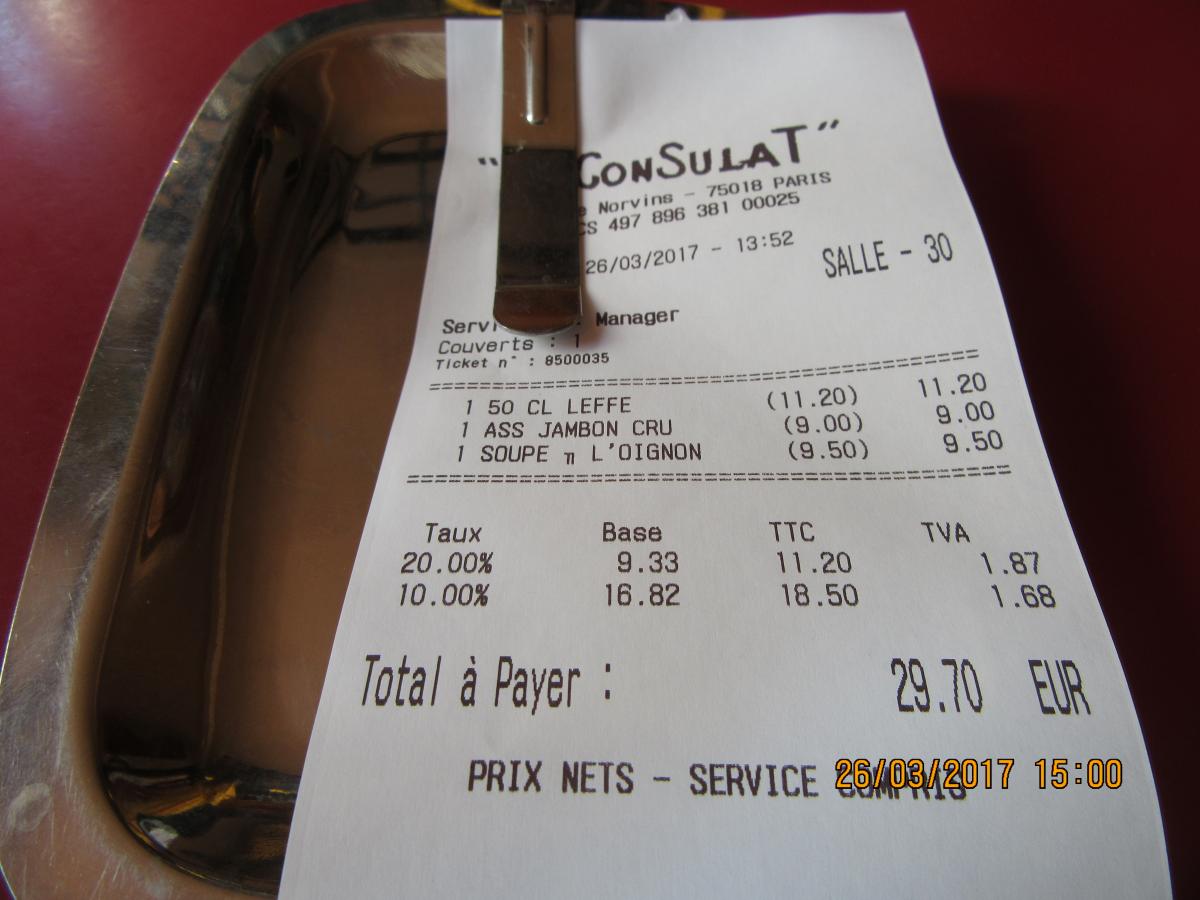 " CONSULAT "
Norvins - 75018 PARIS
CS 497 896 381 00025
26/03/2017 - 13:52
SALLE - 30
Manager
Couverts : 1
Ticket n° : 8500035
1 50 CL LEFFE (11.20) 11.20
1 ASS JAMBON CRU (9.00) 9.00
1 SOUPE π L'OIGNON (9.50) 9.50
Taux Base TTC TVA
20.00% 9.33 11.20 1.87
10.00% 16.82 18.50 1.68
Total à Payer : 29.70 EUR
PRIX NETS - SERVICE COMPRIS
26/03/2017 15:00